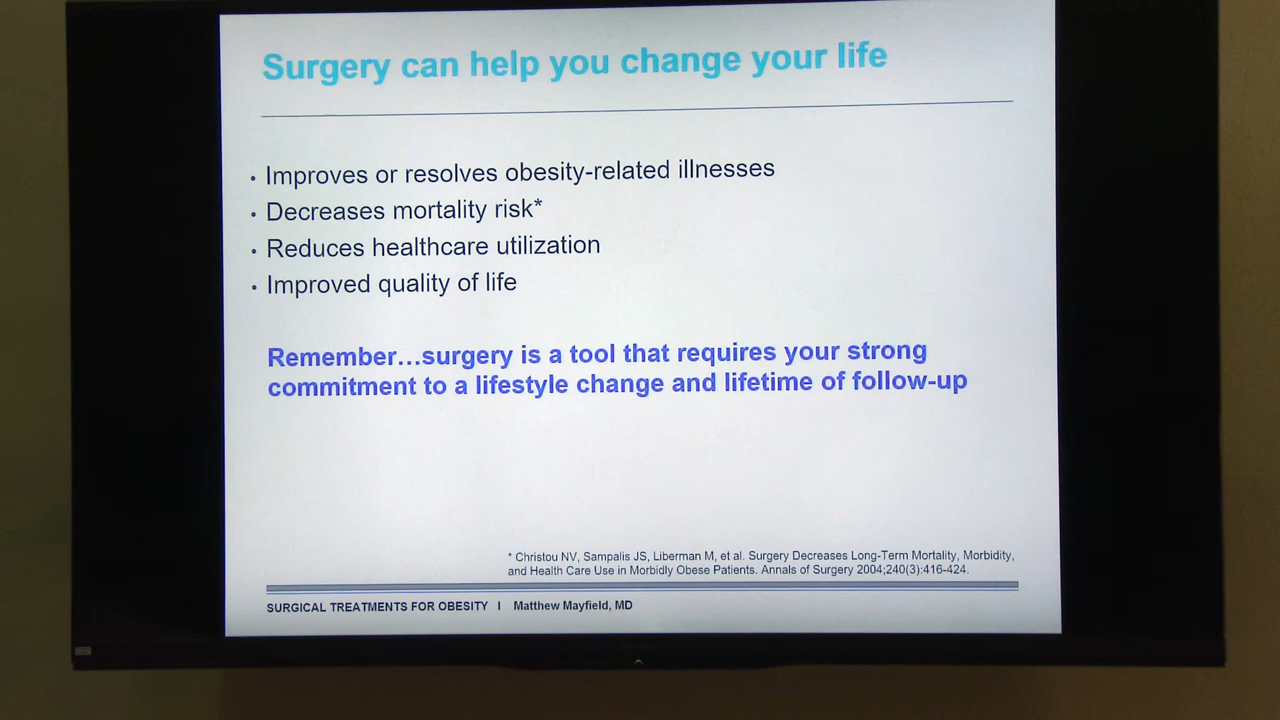 Surgery can help you change your life
• Improves or resolves obesity-related illnesses
• Decreases mortality risk*
• Reduces healthcare utilization
• Improved quality of life
Remember...surgery is a tool that requires your strong
commitment to a lifestyle change and lifetime of follow-up
* Christou NV, Sampalis JS, Liberman M, et al. Surgery Decreases Long-Term Mortality, Morbidity,
and Health Care Use in Morbidly Obese Patients. Annals of Surgery 2004;240(3):416-424.
SURGICAL TREATMENTS FOR OBESITY I Matthew Mayfield, MD